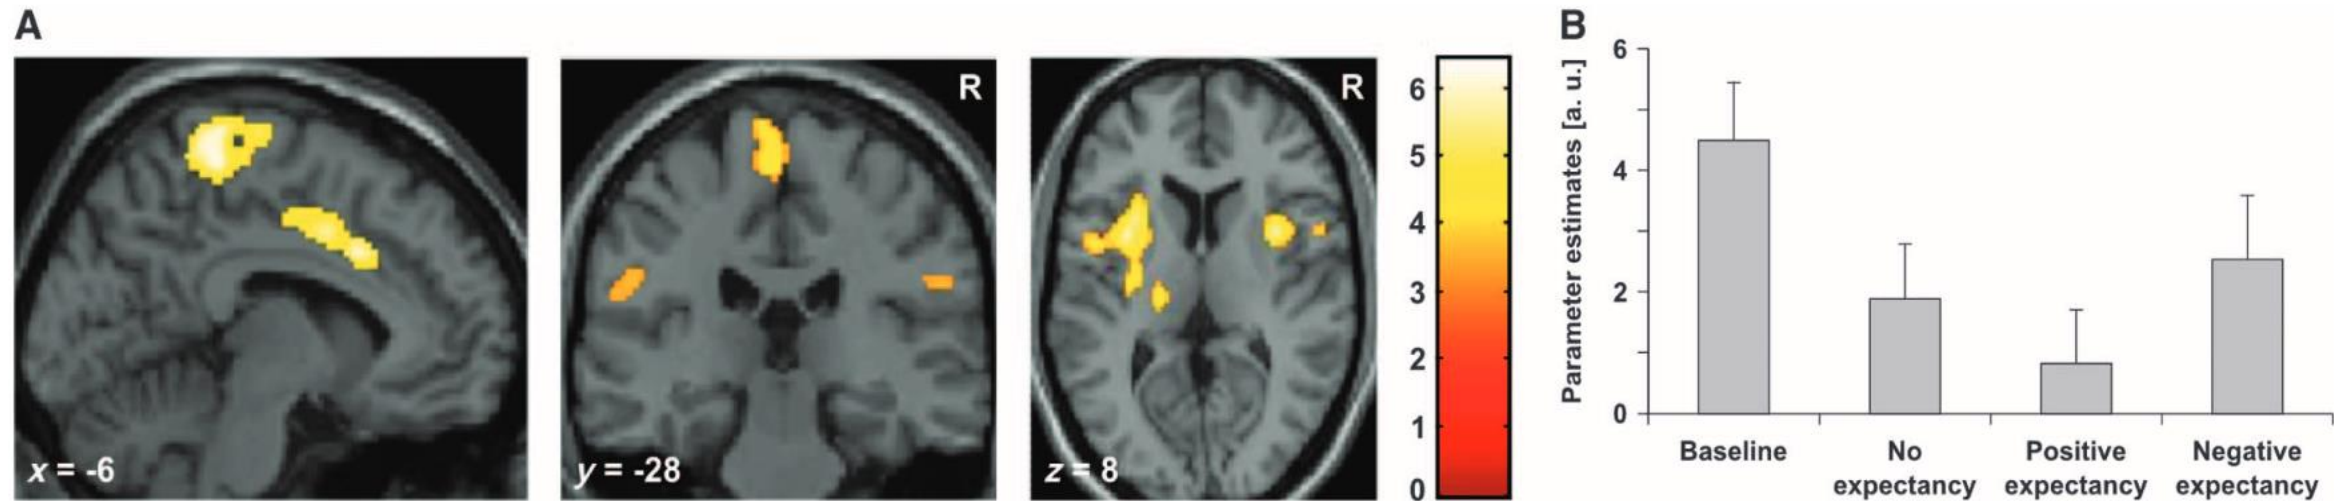 A
R
R
x = -6
y = -28
z = 8
6
5
4
3
2
1
0
B
Parameter estimates [a. u.]
6
4
2
0
Baseline
No
expectancy
Positive
expectancy
Negative
expectancy